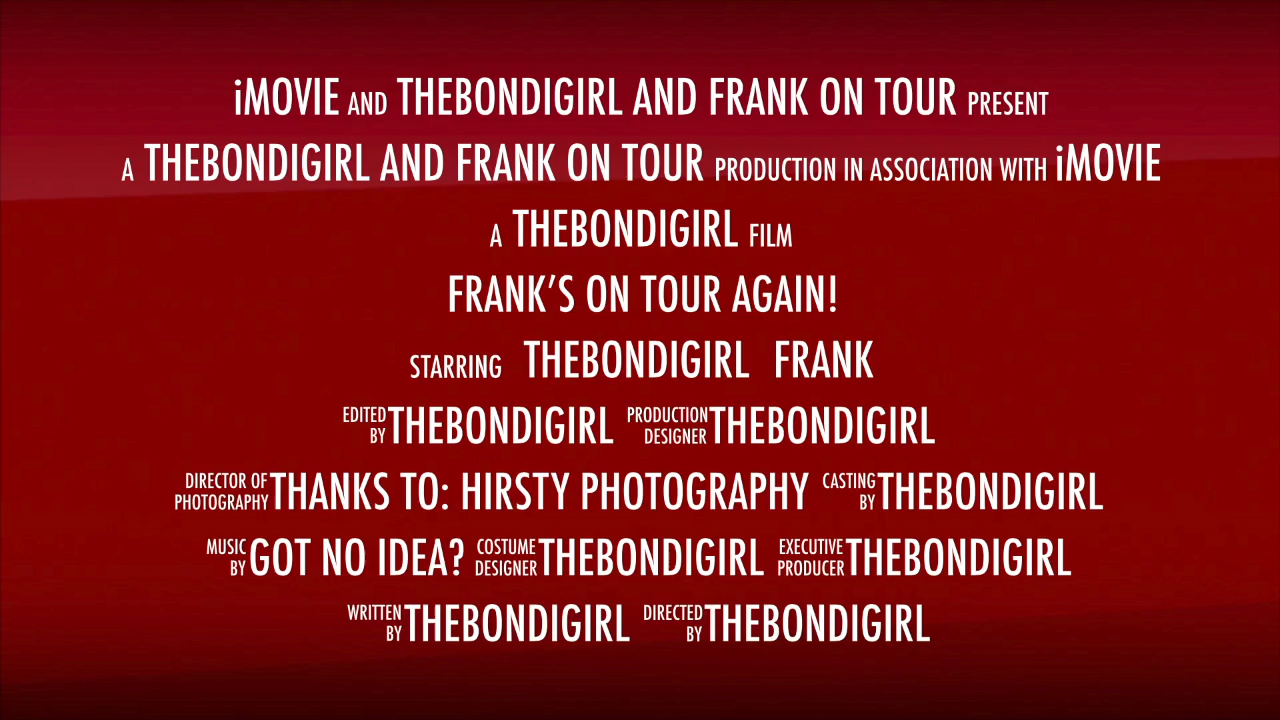 iMOVIE AND THEBONDIGIRL AND FRANK ON TOUR PRESENT
A THEBONDIGIRL AND FRANK ON TOUR PRODUCTION IN ASSOCIATION WITH iMOVIE
A THEBONDIGIRL FILM
FRANK’S ON TOUR AGAIN!
STARRING THEBONDIGIRL FRANK
EDITED BY THEBONDIGIRL PRODUCTION DESIGNER THEBONDIGIRL
DIRECTOR OF PHOTOGRAPHY THANKS TO: HIRSTY PHOTOGRAPHY CASTING BY THEBONDIGIRL
MUSIC BY GOT NO IDEA? COSTUME DESIGNER THEBONDIGIRL EXECUTIVE PRODUCER THEBONDIGIRL
WRITTEN BY THEBONDIGIRL DIRECTED BY THEBONDIGIRL